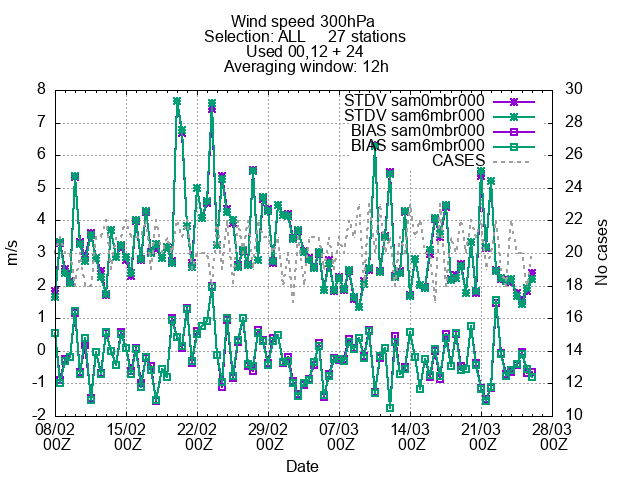 Wind speed 300hPa
Selection: ALL 27 stations
Used 00,12 + 24
Averaging window: 12h
STDV sam0mbr000
STDV sam6mbr000
BIAS sam0mbr000
BIAS sam6mbr000
CASES
8
7
6
5
4
3
2
1
0
-1
-2
m/s
30
28
26
24
22
20
18
16
14
12
10
No cases
08/02 15/02 22/02 29/02 07/03 14/03 21/03 28/03
00Z 00Z 00Z 00Z 00Z 00Z 00Z 00Z
Date